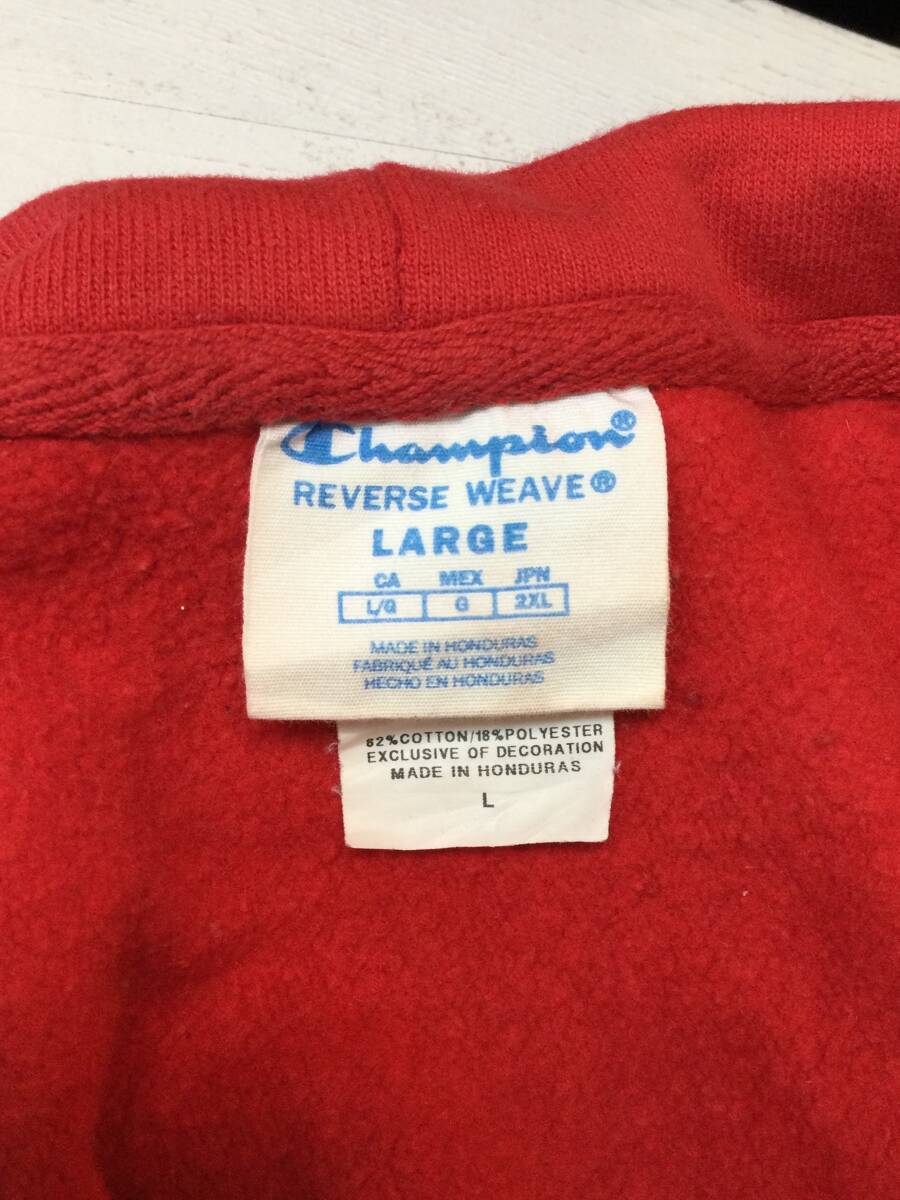 Champion®
REVERSE WEAVE®
LARGE
CA MEX JPN
L/G G 2XL
MADE IN HONDURAS
FABRIQUÉ AU HONDURAS
HECHO EN HONDURAS
82%COTTON/18%POLYESTER
EXCLUSIVE OF DECORATION
MADE IN HONDURAS
L